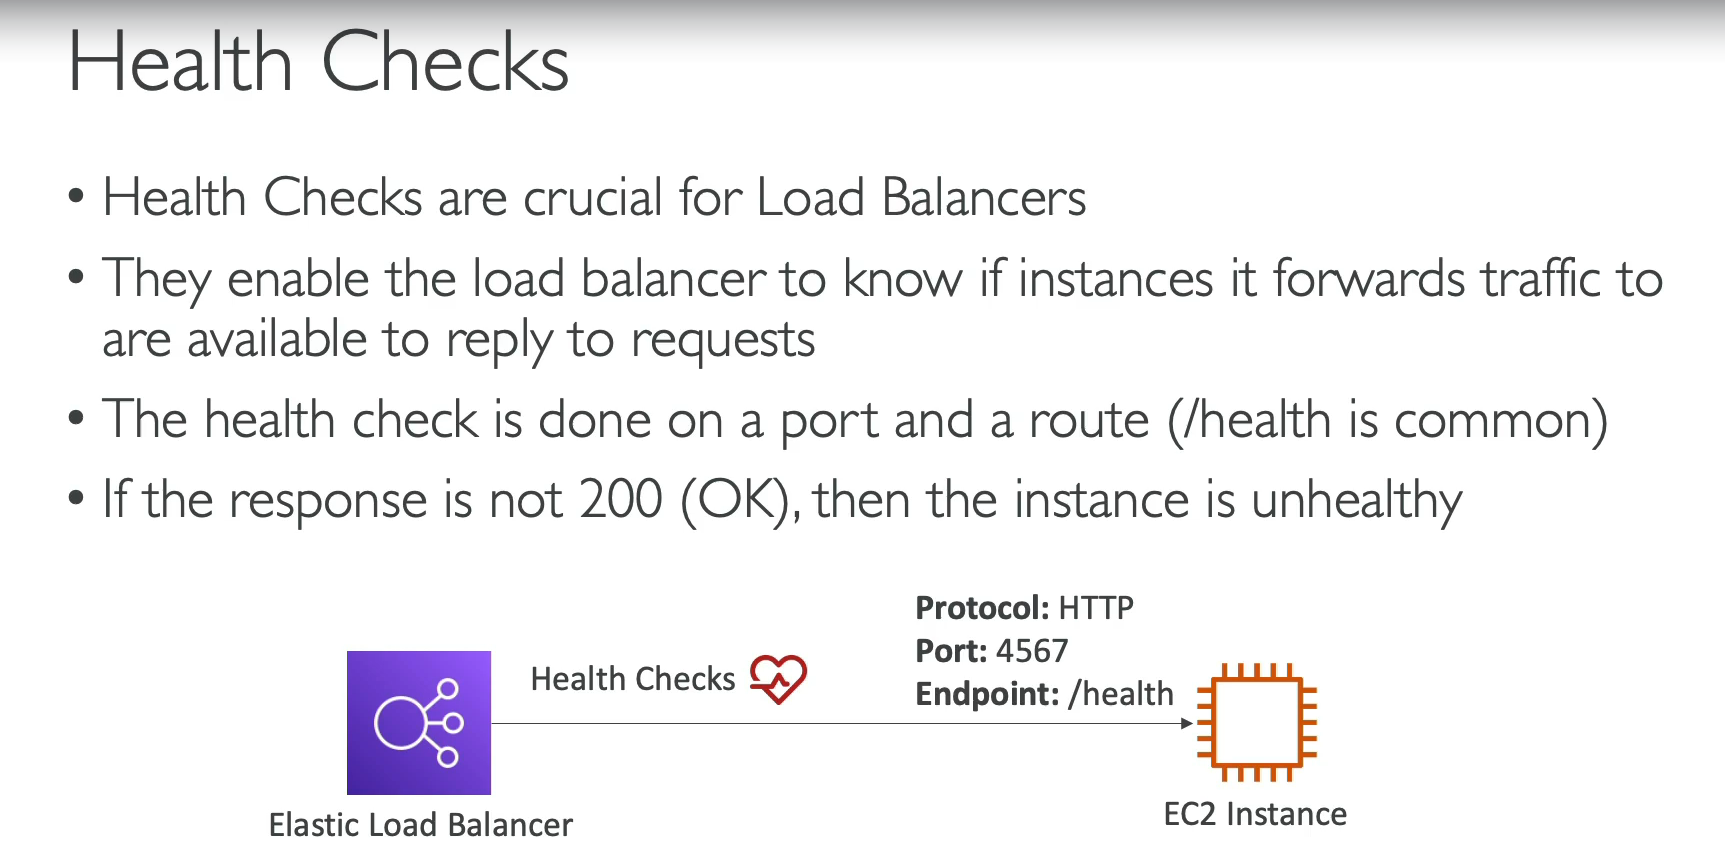 Health Checks
• Health Checks are crucial for Load Balancers
• They enable the load balancer to know if instances it forwards traffic to
are available to reply to requests
• The health check is done on a port and a route (/health is common)
• If the response is not 200 (OK), then the instance is unhealthy
Protocol: HTTP
Port: 4567
Endpoint: /health
Health Checks
Elastic Load Balancer
EC2 Instance